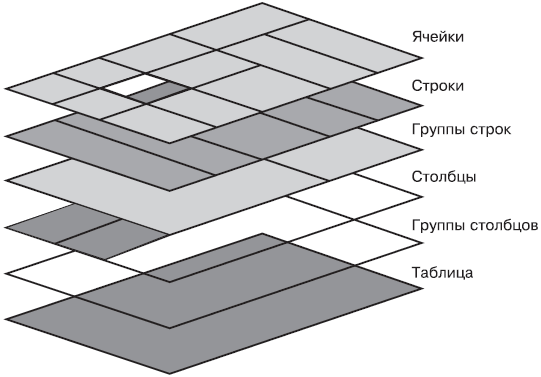 Ячейки
Строки
Группы строк
Столбцы
Группы столбцов
Таблица